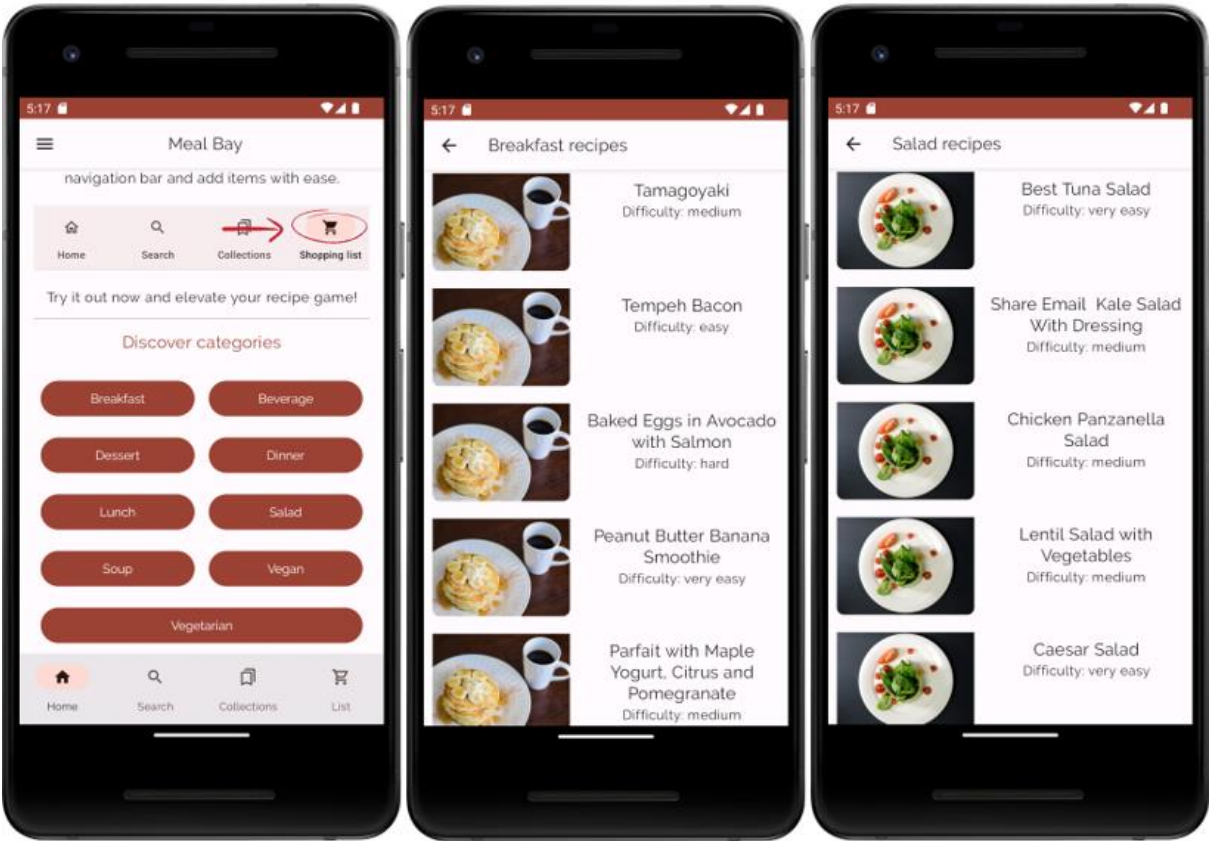 5:17
Meal Bay
navigation bar and add items with ease.
Home Search Collections Shopping list
Try it out now and elevate your recipe game!
Discover categories
Breakfast Beverage
Dessert Dinner
Lunch Salad
Soup Vegan
Vegetarian
Home Search Collections List
5:17
Breakfast recipes
Tamagoyaki
Difficulty: medium
Tempeh Bacon
Difficulty: easy
Baked Eggs in Avocado
with Salmon
Difficulty: hard
Peanut Butter Banana
Smoothie
Difficulty: very easy
Parfait with Maple
Yogurt, Citrus and
Pomegranate
Difficulty: medium
5:17
Salad recipes
Best Tuna Salad
Difficulty: very easy
Share Email  Kale Salad
With Dressing
Difficulty: medium
Chicken Panzanella
Salad
Difficulty: medium
Lentil Salad with
Vegetables
Difficulty: medium
Caesar Salad
Difficulty: very easy